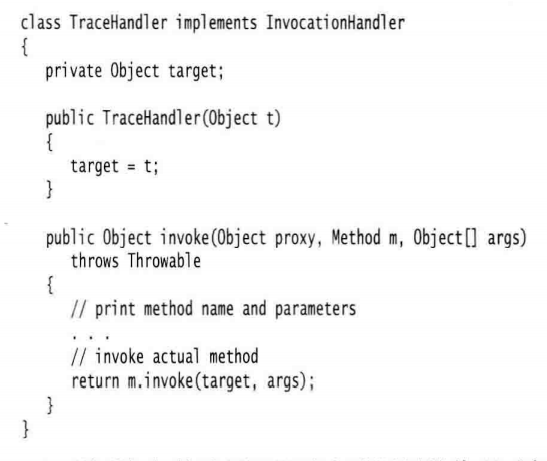 class TraceHandler implements InvocationHandler
{
private Object target;
public TraceHandler(Object t)
{
target = t;
}
public Object invoke(Object proxy, Method m, Object[] args)
throws Throwable
{
// print method name and parameters
. . .
// invoke actual method
return m.invoke(target, args);
}
}